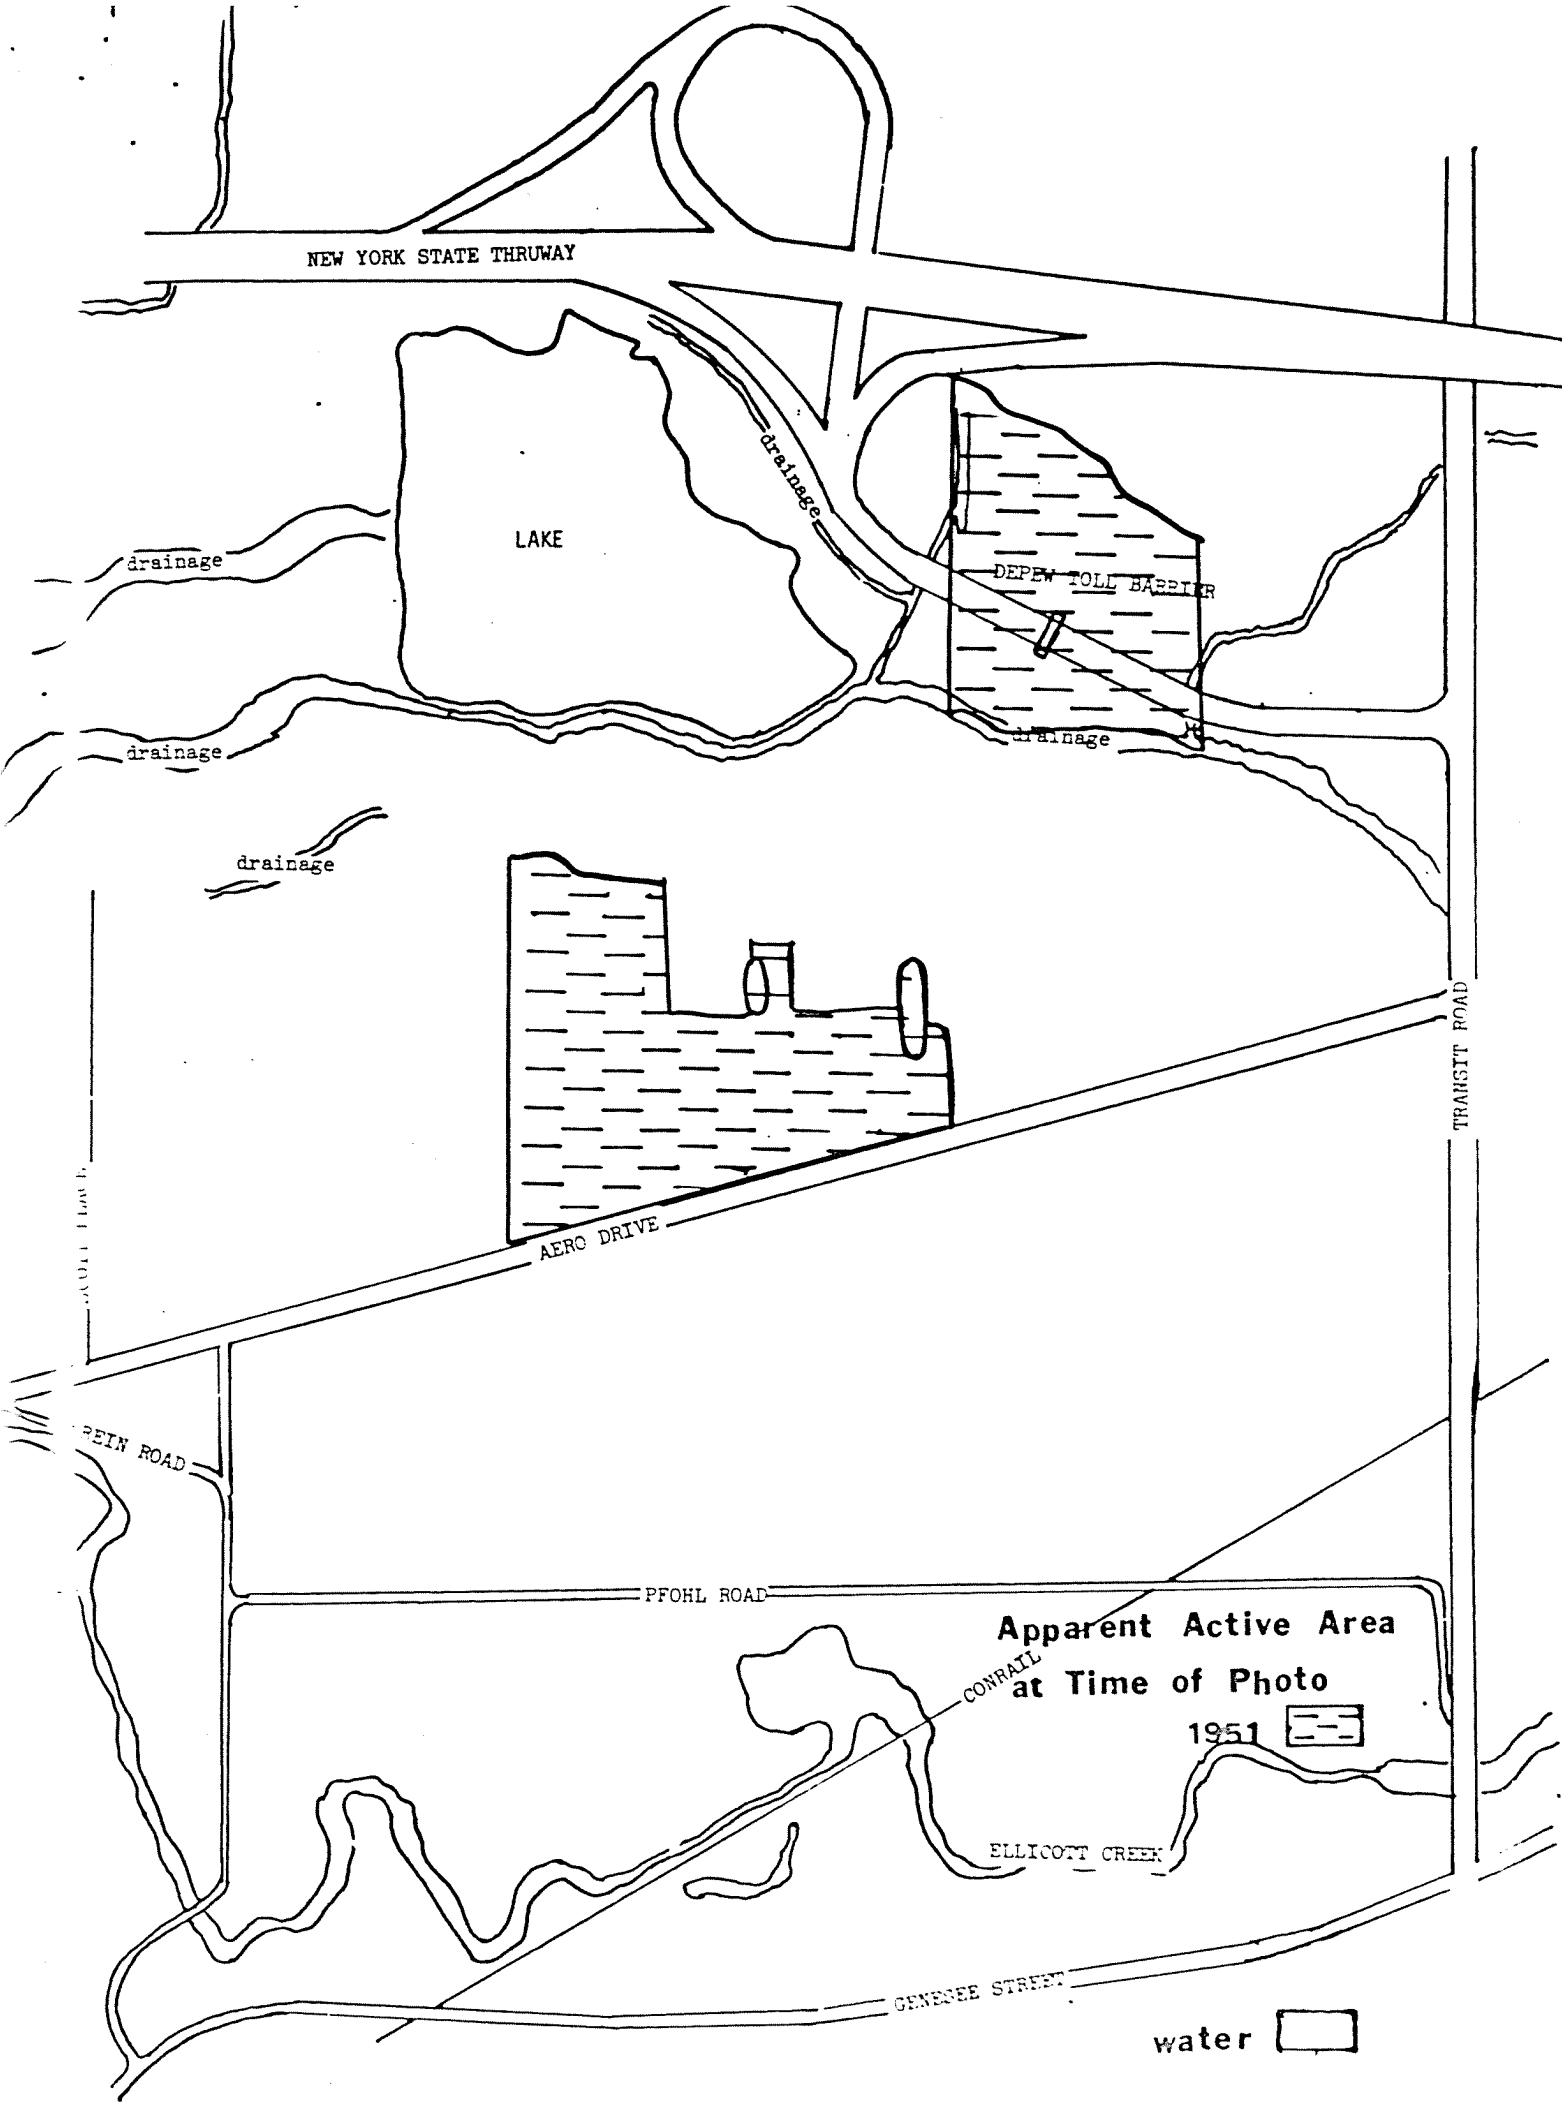 NEW YORK STATE THRUWAY
drainage
LAKE
drainage
DEPEW TOLL BARRIER
drainage
drainage
drainage
TRANSIT ROAD
AERO DRIVE
REIN ROAD
PFOHL ROAD
Apparent Active Area
at Time of Photo
CONRAIL
1951
ELLICOTT CREEK
GENESEE STREET
water